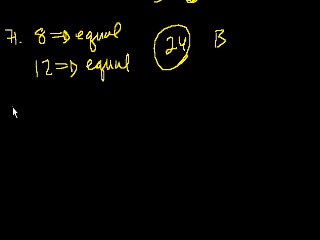 71. 8 => equal 24 B
12 => equal